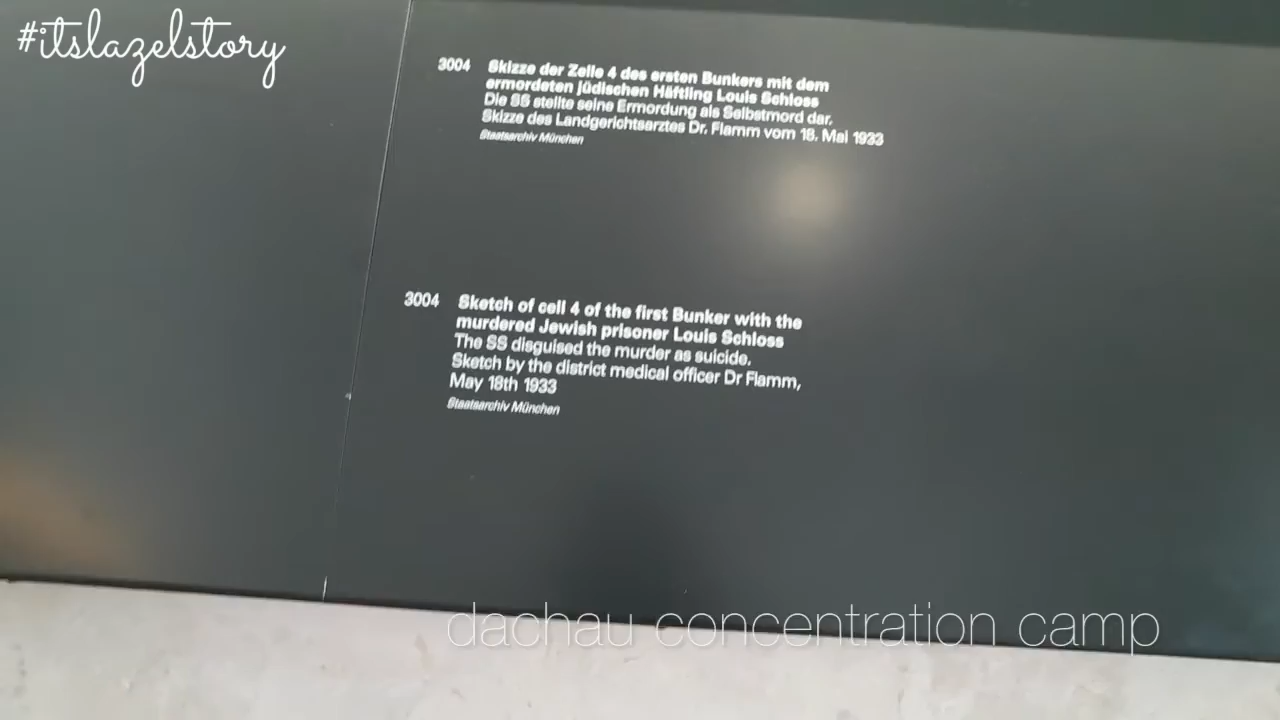 #itslazelstory
3004 Skizze der Zelle 4 des ersten Bunkers mit dem
ermordeten jüdischen Häftling Louis Schloss
Die SS stellte seine Ermordung als Selbstmord dar.
Skizze des Landgerichtsarztes Dr. Flamm vom 18. Mai 1933
Staatsarchiv München
3004 Sketch of cell 4 of the first Bunker with the
murdered Jewish prisoner Louis Schloss
The SS disguised the murder as suicide.
Sketch by the district medical officer Dr Flamm,
May 18th 1933
Staatsarchiv München
dachau concentration camp